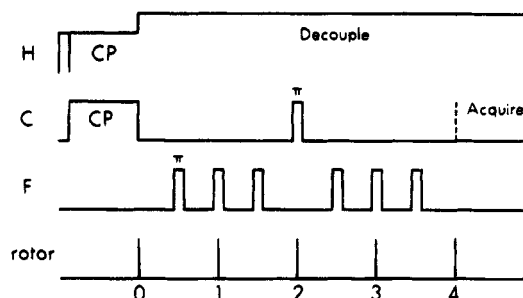 Decouple
H CP
π
C CP Acquire
π
F
rotor
0 1 2 3 4